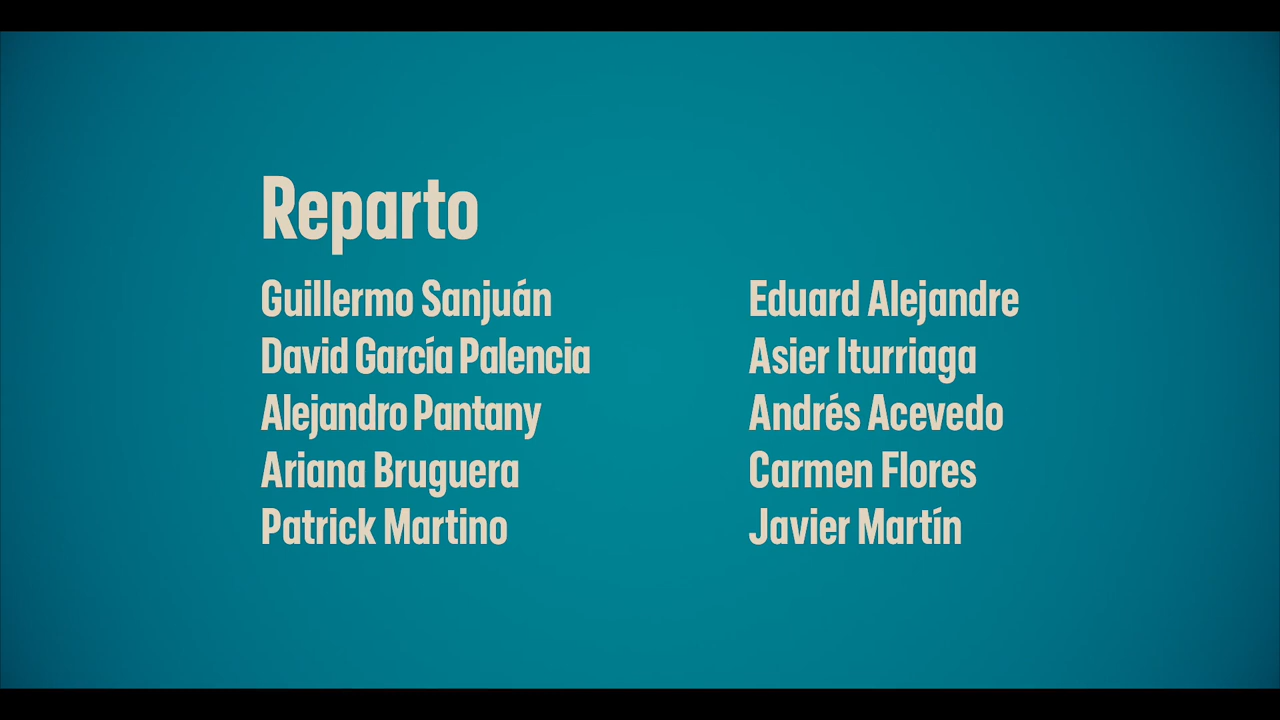 Reparto
Guillermo Sanjuán
David García Palencia
Alejandro Pantany
Ariana Bruguera
Patrick Martino
Eduard Alejandre
Asier Iturriaga
Andrés Acevedo
Carmen Flores
Javier Martín